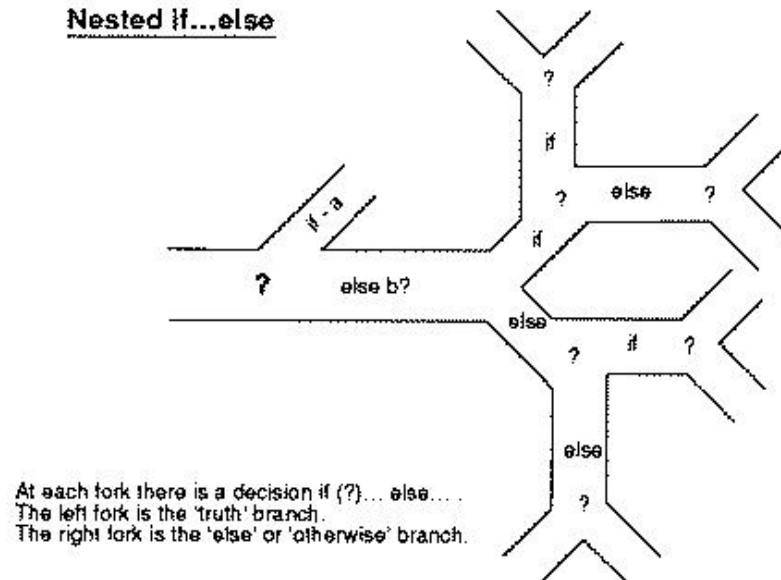 Nested if...else
?
if
? else ?
if - a
if
? else b?
else
? if ?
else
?
At each fork there is a decision if (?)... else... .
The left fork is the 'truth' branch.
The right fork is the 'else' or 'otherwise' branch.